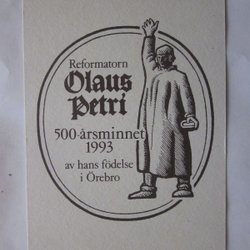 Reformatorn
Olaus
Petri
500-årsminnet
1993
av hans födelse
i Örebro